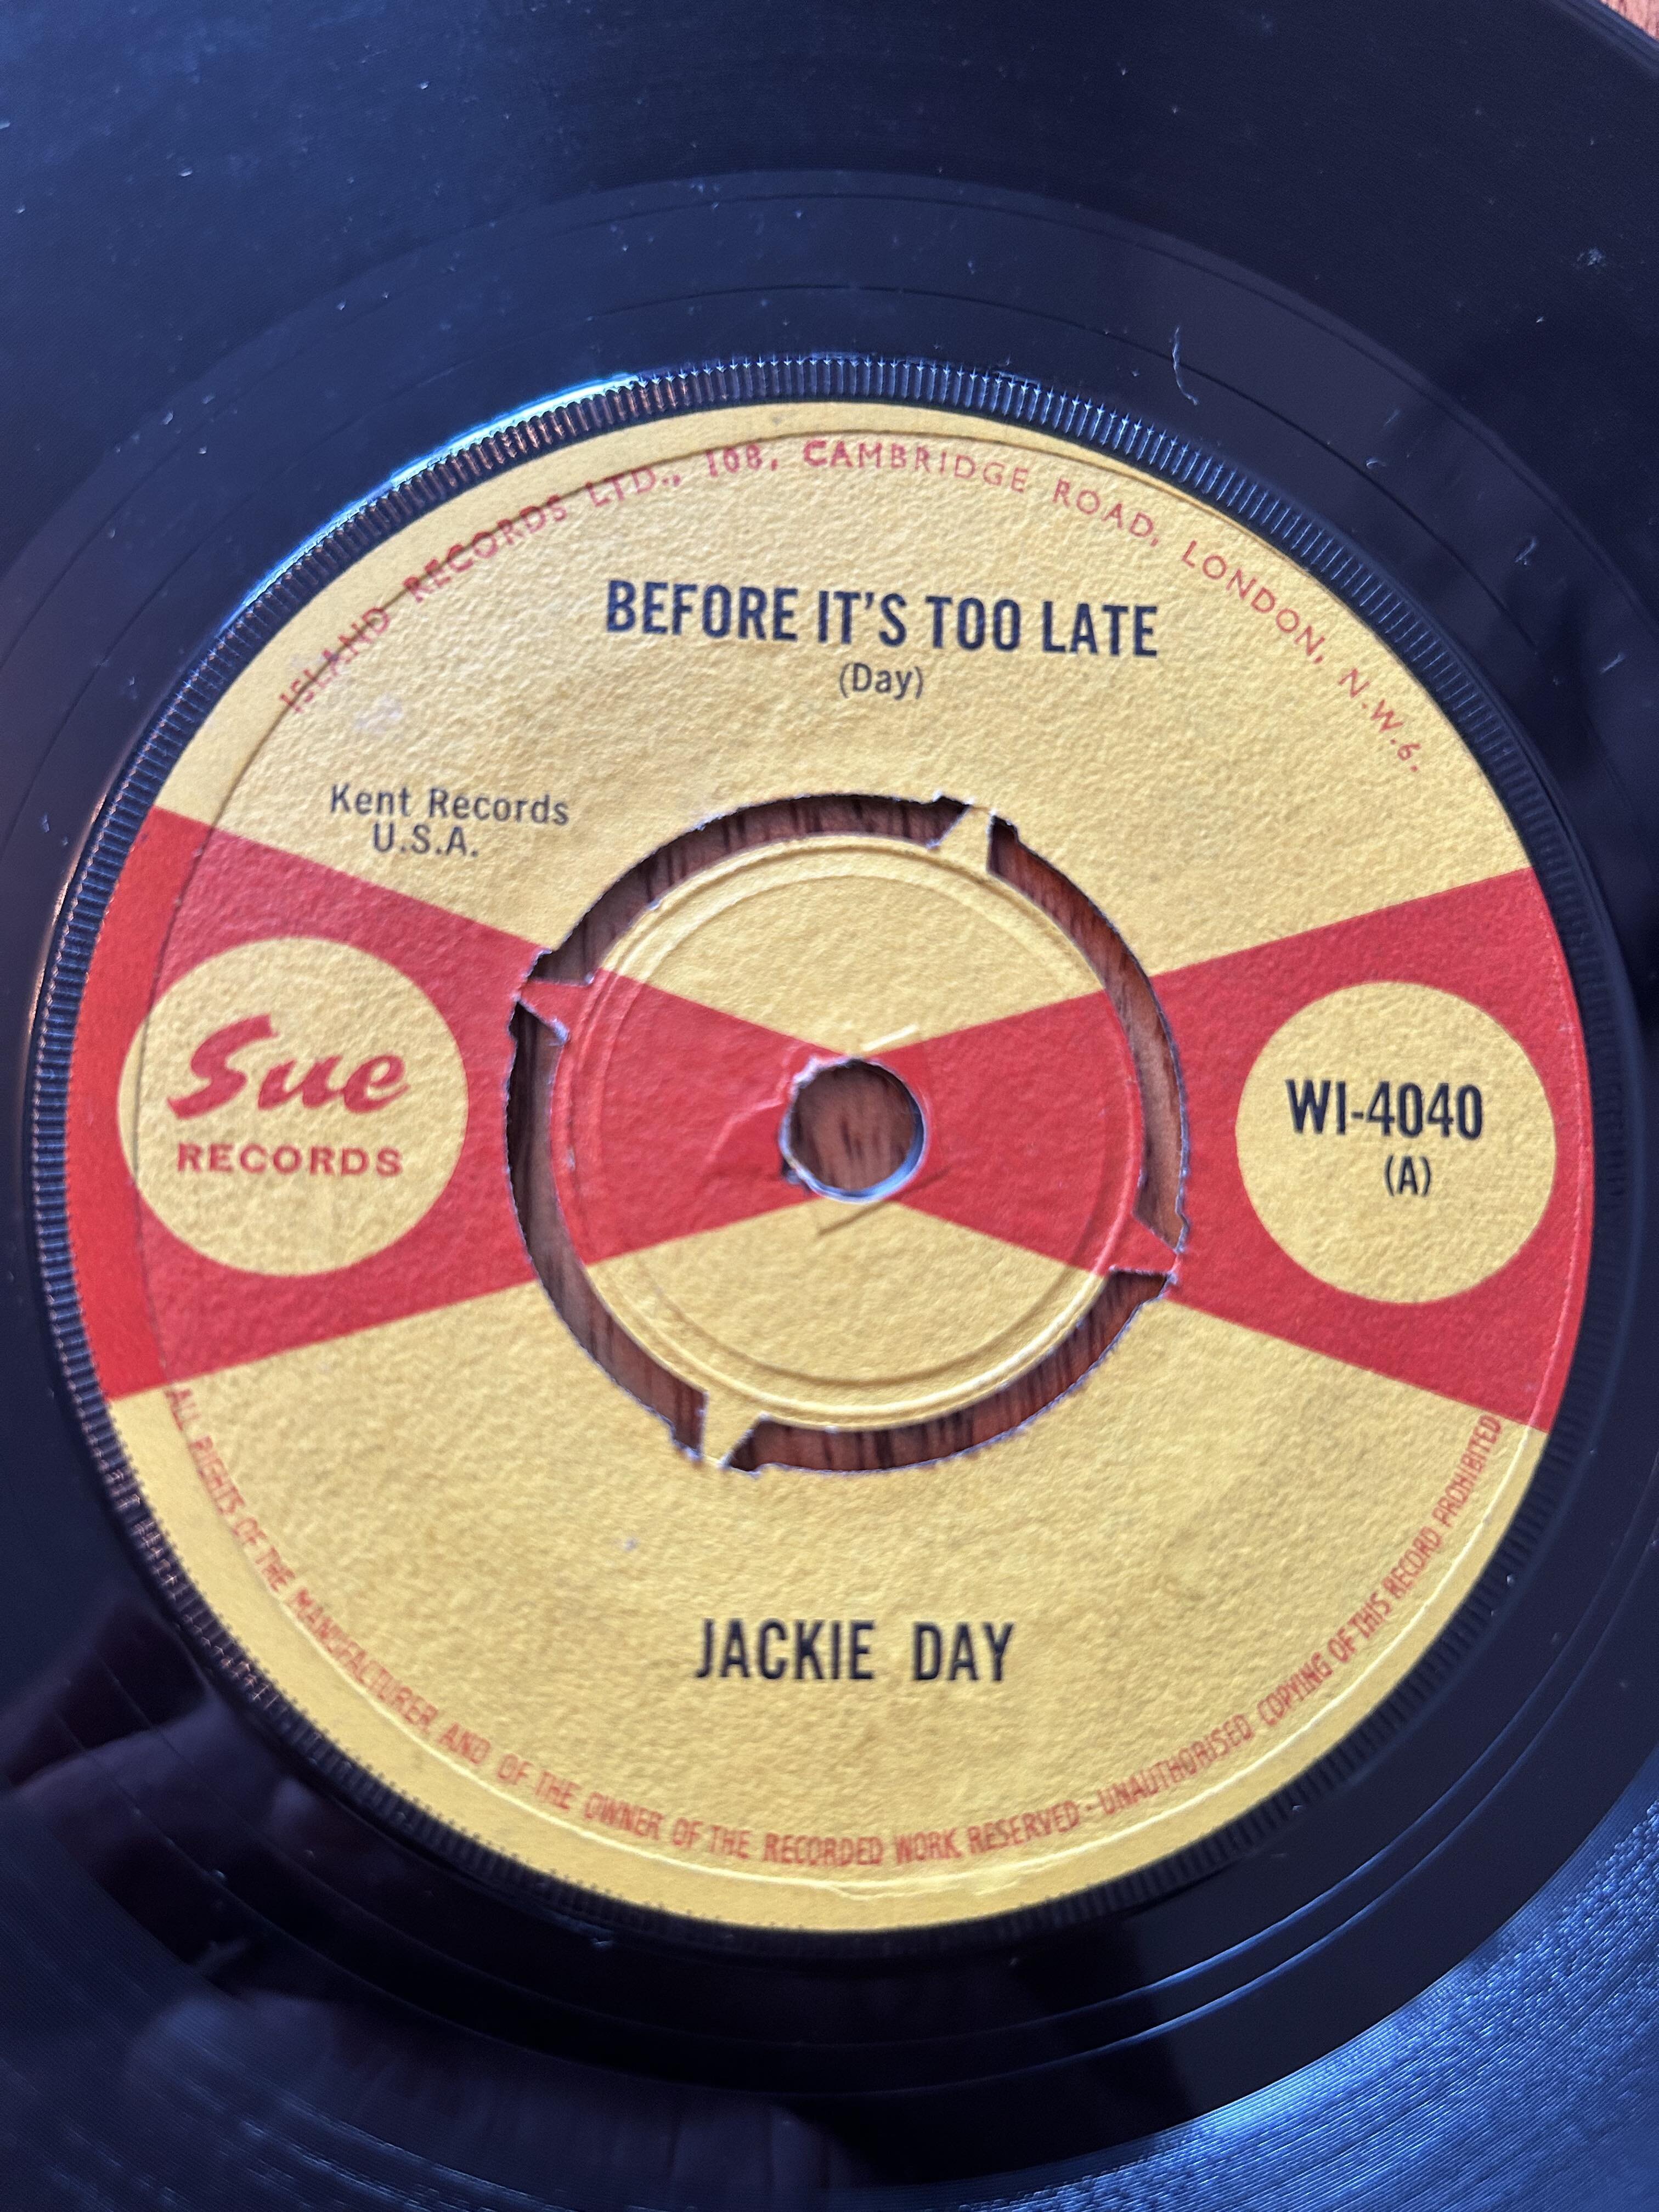 ISLAND RECORDS LTD., 108, CAMBRIDGE ROAD, LONDON, N.W.6.
BEFORE IT'S TOO LATE
(Day)
Kent Records
U.S.A.
Sue
RECORDS
WI-4040
(A)
JACKIE DAY
ALL RIGHTS OF THE MANUFACTURER AND OF THE OWNER OF THE RECORDED WORK RESERVED - UNAUTHORISED COPYING OF THIS RECORD PROHIBITED